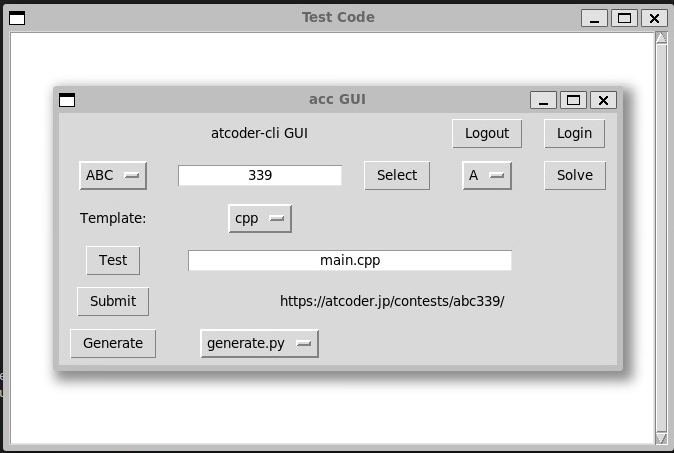 Test Code
acc GUI
atcoder-cli GUI Logout Login
ABC 339 Select A Solve
Template: cpp
Test main.cpp
Submit https://atcoder.jp/contests/abc339/
Generate generate.py